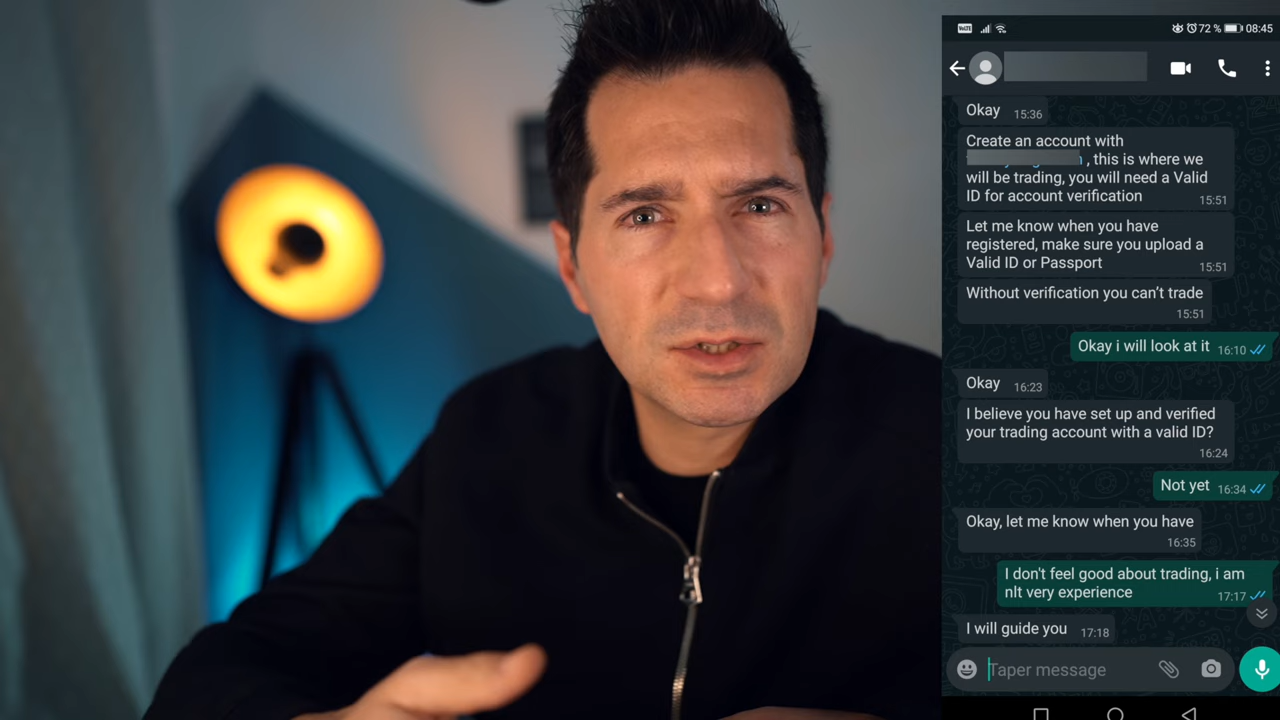 VoLTE
72 %
08:45
Okay 15:36
Create an account with
, this is where we
will be trading, you will need a Valid
ID for account verification 15:51
Let me know when you have
registered, make sure you upload a
Valid ID or Passport 15:51
Without verification you can't trade
15:51
Okay i will look at it 16:10
Okay 16:23
I believe you have set up and verified
your trading account with a valid ID?
16:24
Not yet 16:34
Okay, let me know when you have
16:35
I don't feel good about trading, i am
nIt very experience 17:17
I will guide you 17:18
Taper message